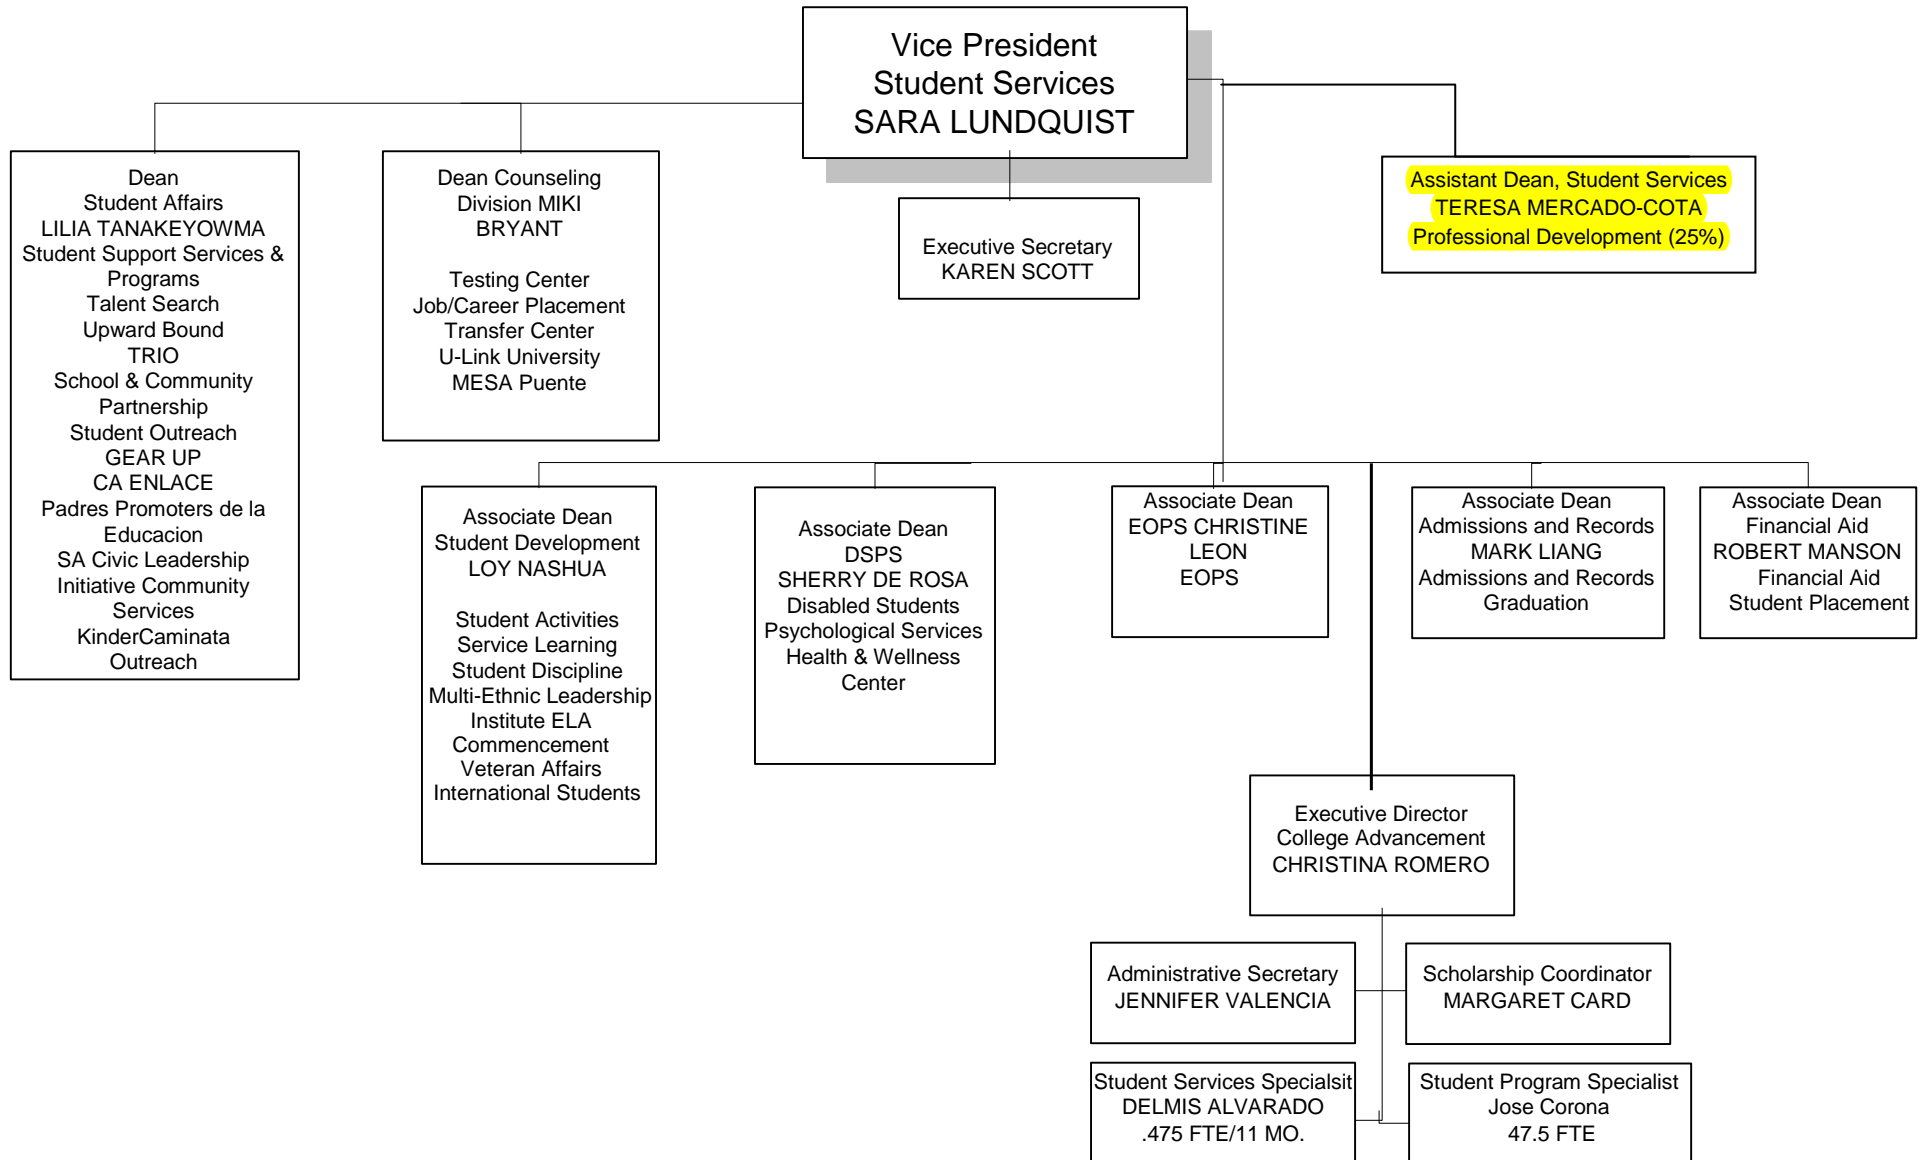 Vice President
Student Services
SARA LUNDQUIST
Dean
Student Affairs
LILIA TANAKEYOWMA
Student Support Services &
Programs
Talent Search
Upward Bound
TRIO
School & Community
Partnership
Student Outreach
GEAR UP
CA ENLACE
Padres Promoters de la
Educacion
SA Civic Leadership
Initiative Community
Services
KinderCaminata
Outreach
Dean Counseling
Division MIKI
BRYANT
Testing Center
Job/Career Placement
Transfer Center
U-Link University
MESA Puente
Executive Secretary
KAREN SCOTT
Assistant Dean, Student Services
TERESA MERCADO-COTA
Professional Development (25%)
Associate Dean
Student Development
LOY NASHUA
Student Activities
Service Learning
Student Discipline
Multi-Ethnic Leadership
Institute ELA
Commencement
Veteran Affairs
International Students
Associate Dean
DSPS
SHERRY DE ROSA
Disabled Students
Psychological Services
Health & Wellness
Center
Associate Dean
EOPS CHRISTINE
LEON
EOPS
Associate Dean
Admissions and Records
MARK LIANG
Admissions and Records
Graduation
Associate Dean
Financial Aid
ROBERT MANSON
Financial Aid
Student Placement
Executive Director
College Advancement
CHRISTINA ROMERO
Administrative Secretary
JENNIFER VALENCIA
Scholarship Coordinator
MARGARET CARD
Student Services Specialsit
DELMIS ALVARADO
.475 FTE/11 MO.
Student Program Specialist
Jose Corona
47.5 FTE